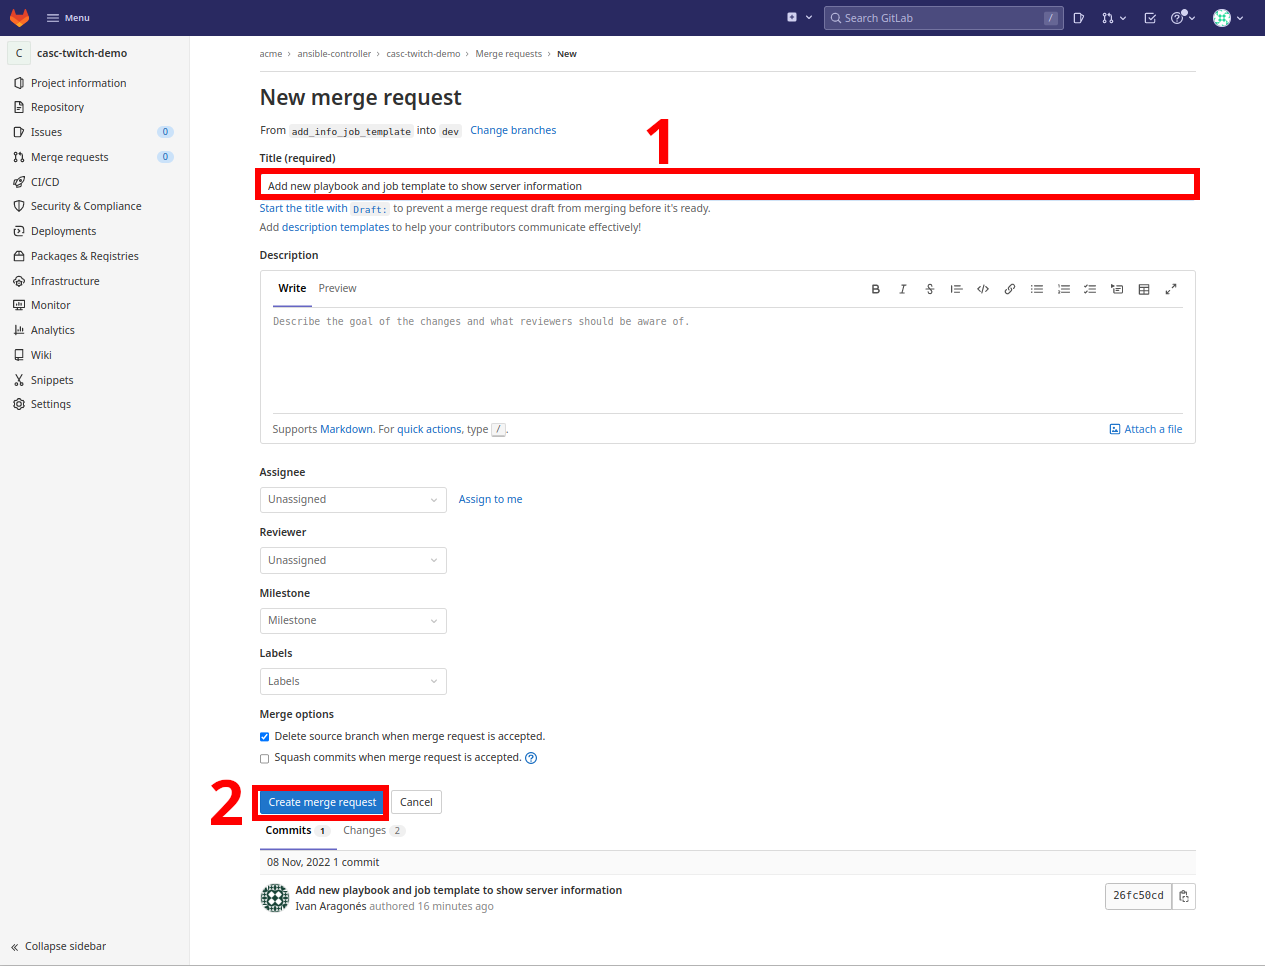 Menu
Search GitLab /
C casc-twitch-demo
Project information
Repository
Issues 0
Merge requests 0
CI/CD
Security & Compliance
Deployments
Packages & Registries
Infrastructure
Monitor
Analytics
Wiki
Snippets
Settings
Collapse sidebar
acme › ansible-controller › casc-twitch-demo › Merge requests › New
New merge request
From add_info_job_template into dev Change branches
1
Title (required)
Add new playbook and job template to show server information
Start the title with Draft: to prevent a merge request draft from merging before it's ready.
Add description templates to help your contributors communicate effectively!
Description
Write Preview
Describe the goal of the changes and what reviewers should be aware of.
Supports Markdown. For quick actions, type /.
Attach a file
Assignee
Unassigned Assign to me
Reviewer
Unassigned
Milestone
Milestone
Labels
Labels
Merge options
Delete source branch when merge request is accepted.
Squash commits when merge request is accepted. ?
2
Create merge request Cancel
Commits 1 Changes 2
08 Nov, 2022 1 commit
Add new playbook and job template to show server information
Ivan Aragonés authored 16 minutes ago
26fc50cd